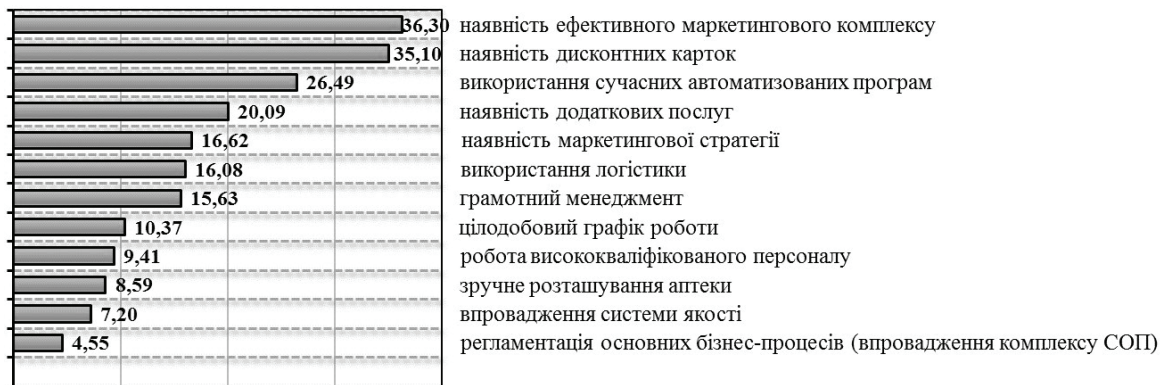 36,30 наявність ефективного маркетингового комплексу
35,10 наявність дисконтних карток
26,49 використання сучасних автоматизованих програм
20,09 наявність додаткових послуг
16,62 наявність маркетингової стратегії
16,08 використання логістики
15,63 грамотний менеджмент
10,37 цілодобовий графік роботи
9,41 робота висококваліфікованого персоналу
8,59 зручне розташування аптеки
7,20 впровадження системи якості
4,55 регламентація основних бізнес-процесів (впровадження комплексу СОП)